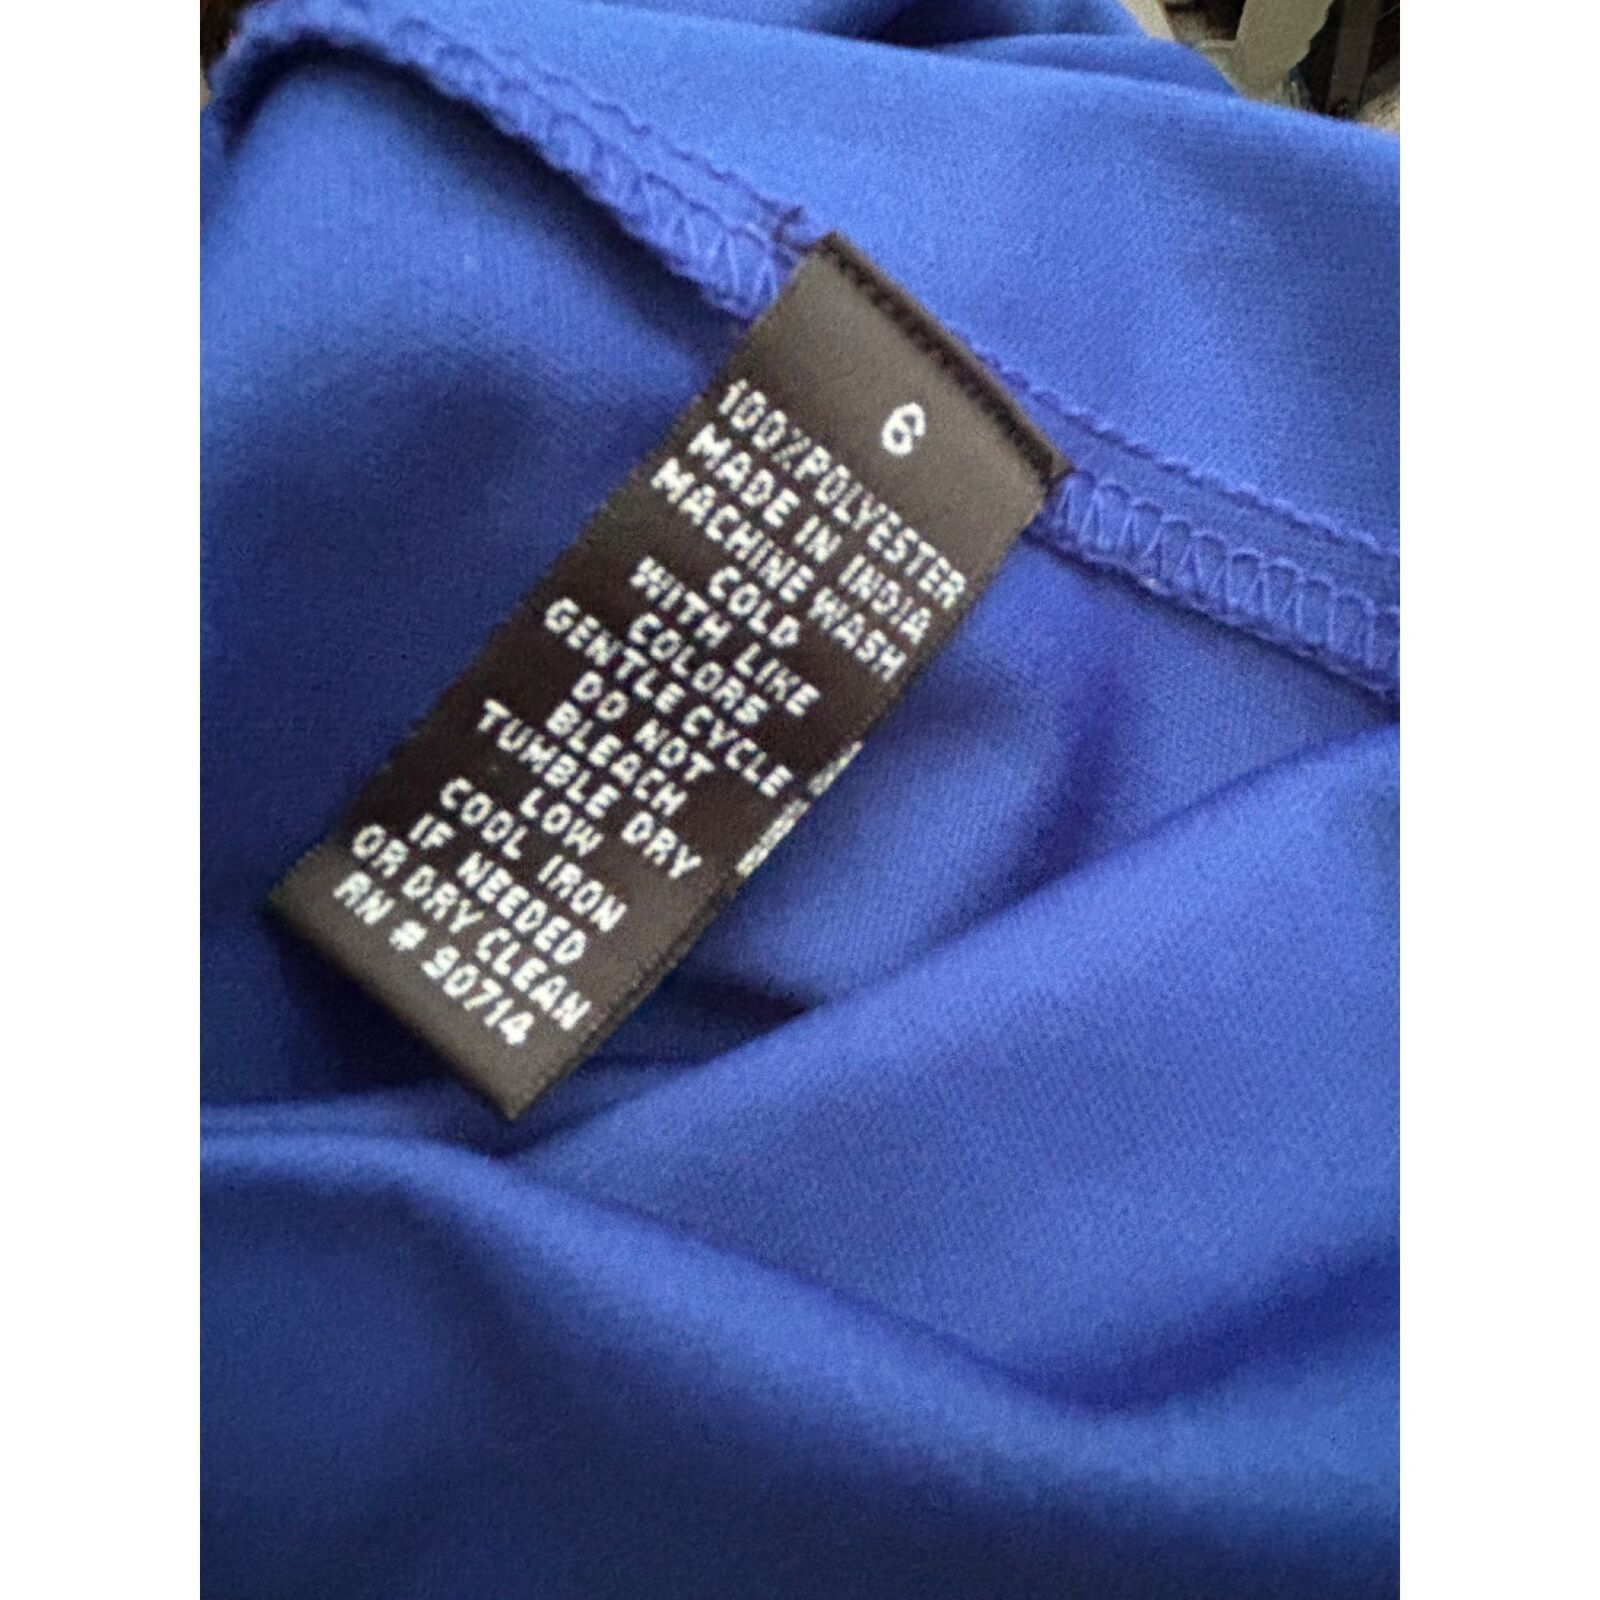 6
100%POLYESTER
MADE IN INDIA
MACHINE WASH
COLD
WITH LIKE
COLORS
GENTLE CYCLE
DO NOT
BLEACH
TUMBLE DRY
LOW
COOL IRON
IF NEEDED
OR DRY CLEAN
RN # 90714